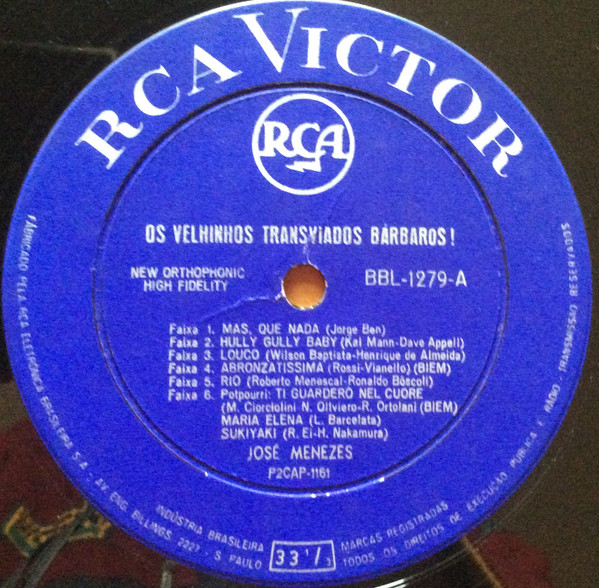 RCA VICTOR
RCA
OS VELHINHOS TRANSVIADOS BÁRBAROS!
NEW ORTHOPHONIC
HIGH FIDELITY
BBL-1279-A
Faixa 1. MAS, QUE NADA (Jorge Ben)
Faixa 2. HULLY GULLY BABY (Kal Mann-Dave Appell)
Faixa 3. LOUCO (Wilson Baptista-Henrique de Almeida)
Faixa 4. ABRONZATISSIMA (Rossi-Vianello) (BIEM)
Faixa 5. RIO (Roberto Menescal-Ronaldo Bôscoli)
Faixa 6. Potpourri: TI GUARDERÓ NEL CUORE
(M. Ciorciolini N. Oliviero-R. Ortolani (BIEM)
MARIA ELENA (L. Barcelata)
SUKIYAKI (R. Ei-H. Nakamura)
JOSÉ MENEZES
P2CAP-1161
FABRICADO PELA RCA ELETRÔNICA BRASILEIRA S.A. - AV. ENG. BILLINGS, 2227 - S. PAULO
INDÚSTRIA BRASILEIRA
33 1/3
MARCAS REGISTRADAS
TODOS OS DIREITOS DE EXECUÇÃO PÚBLICA E RÁDIO-TRANSMISSÃO RESERVADOS